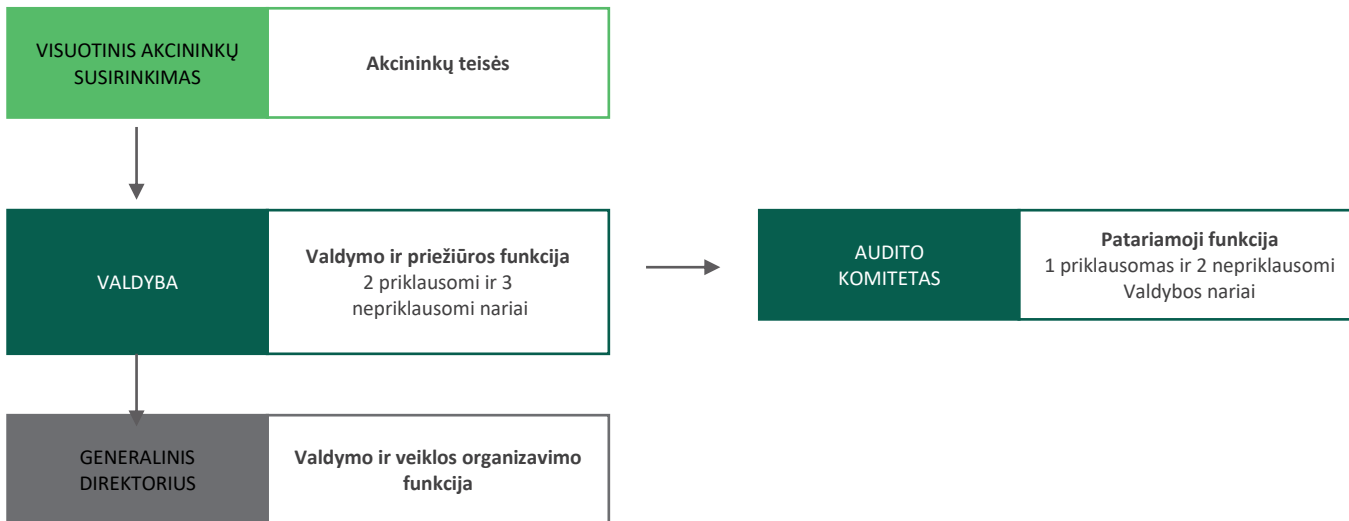 VISUOTINIS AKCININKŲ
SUSIRINKIMAS
Akcininkų teisės
VALDYBA
Valdymo ir priežiūros funkcija
2 priklausomi ir 3
nepriklausomi nariai
AUDITO
KOMITETAS
Patariamoji funkcija
1 priklausomas ir 2 nepriklausomi
Valdybos nariai
GENERALINIS
DIREKTORIUS
Valdymo ir veiklos organizavimo
funkcija